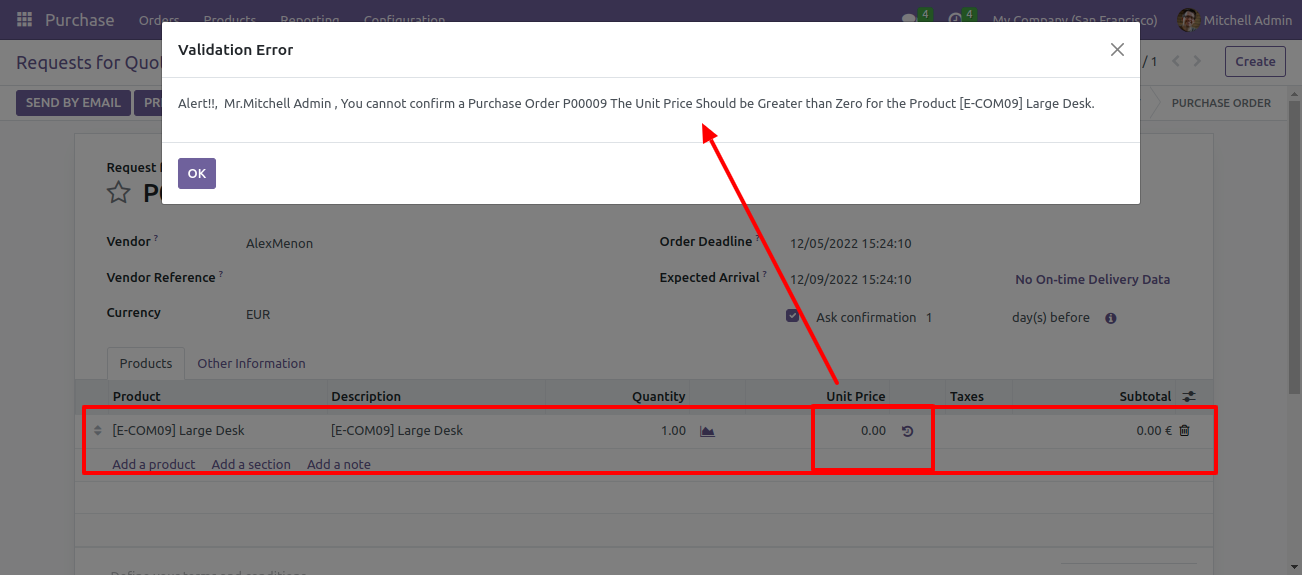 Purchase Orders Products Reporting Configuration 4 4 My Company (San Francisco) Mitchell Admin
Validation Error
Requests for Quo / 1 Create
SEND BY EMAIL PURCHASE ORDER
Alert!!, Mr.Mitchell Admin , You cannot confirm a Purchase Order P00009 The Unit Price Should be Greater than Zero for the Product [E-COM09] Large Desk.
Request
OK
Vendor ? AlexMenon Order Deadline ? 12/05/2022 15:24:10
Vendor Reference ? Expected Arrival ? 12/09/2022 15:24:10 No On-time Delivery Data
Currency EUR Ask confirmation 1 day(s) before
Products Other Information
Product Description Quantity Unit Price Taxes Subtotal
[E-COM09] Large Desk [E-COM09] Large Desk 1.00 0.00 0.00 €
Add a product Add a section Add a note